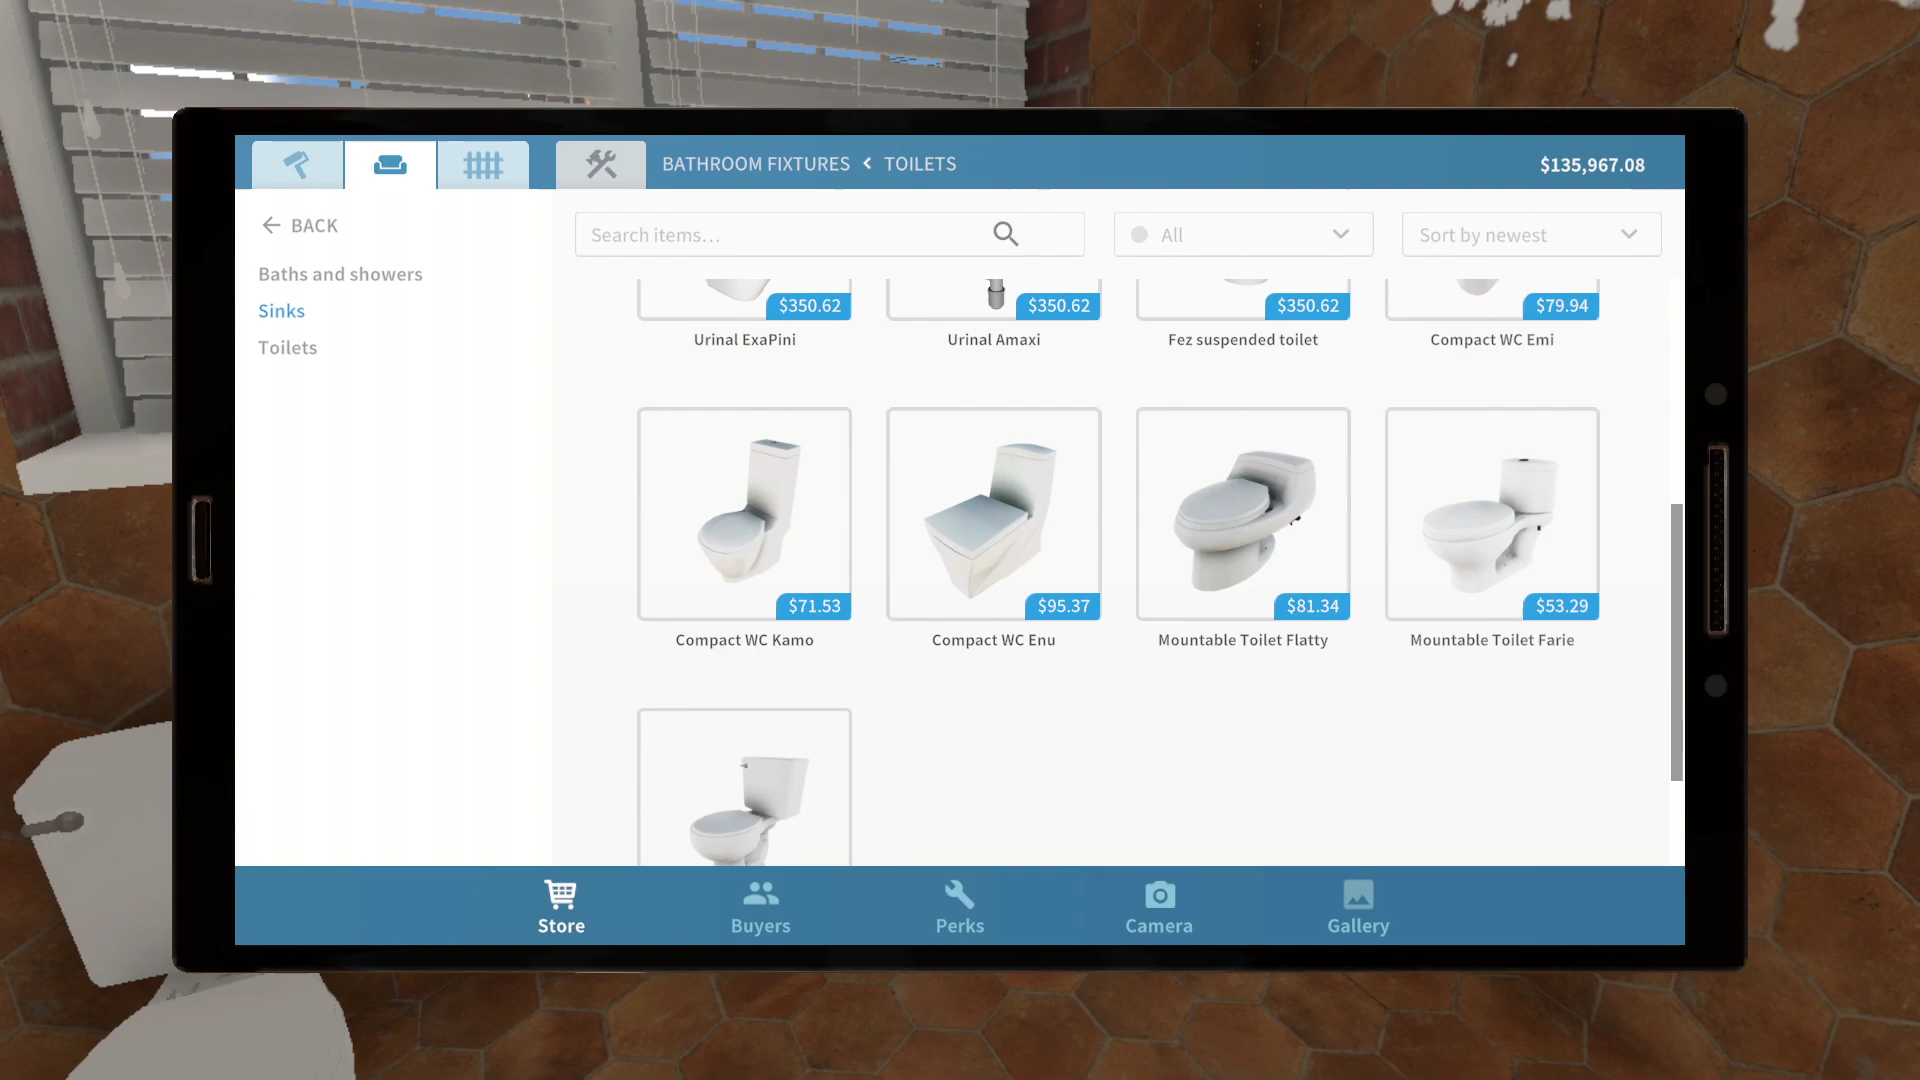 BATHROOM FIXTURES < TOILETS
$135,967.08
BACK
Baths and showers
Sinks
Toilets
Search items...
All
Sort by newest
$350.62
$350.62
$350.62
$79.94
Urinal ExaPini
Urinal Amaxi
Fez suspended toilet
Compact WC Emi
$71.53
$95.37
$81.34
$53.29
Compact WC Kamo
Compact WC Enu
Mountable Toilet Flatty
Mountable Toilet Farie
Store
Buyers
Perks
Camera
Gallery